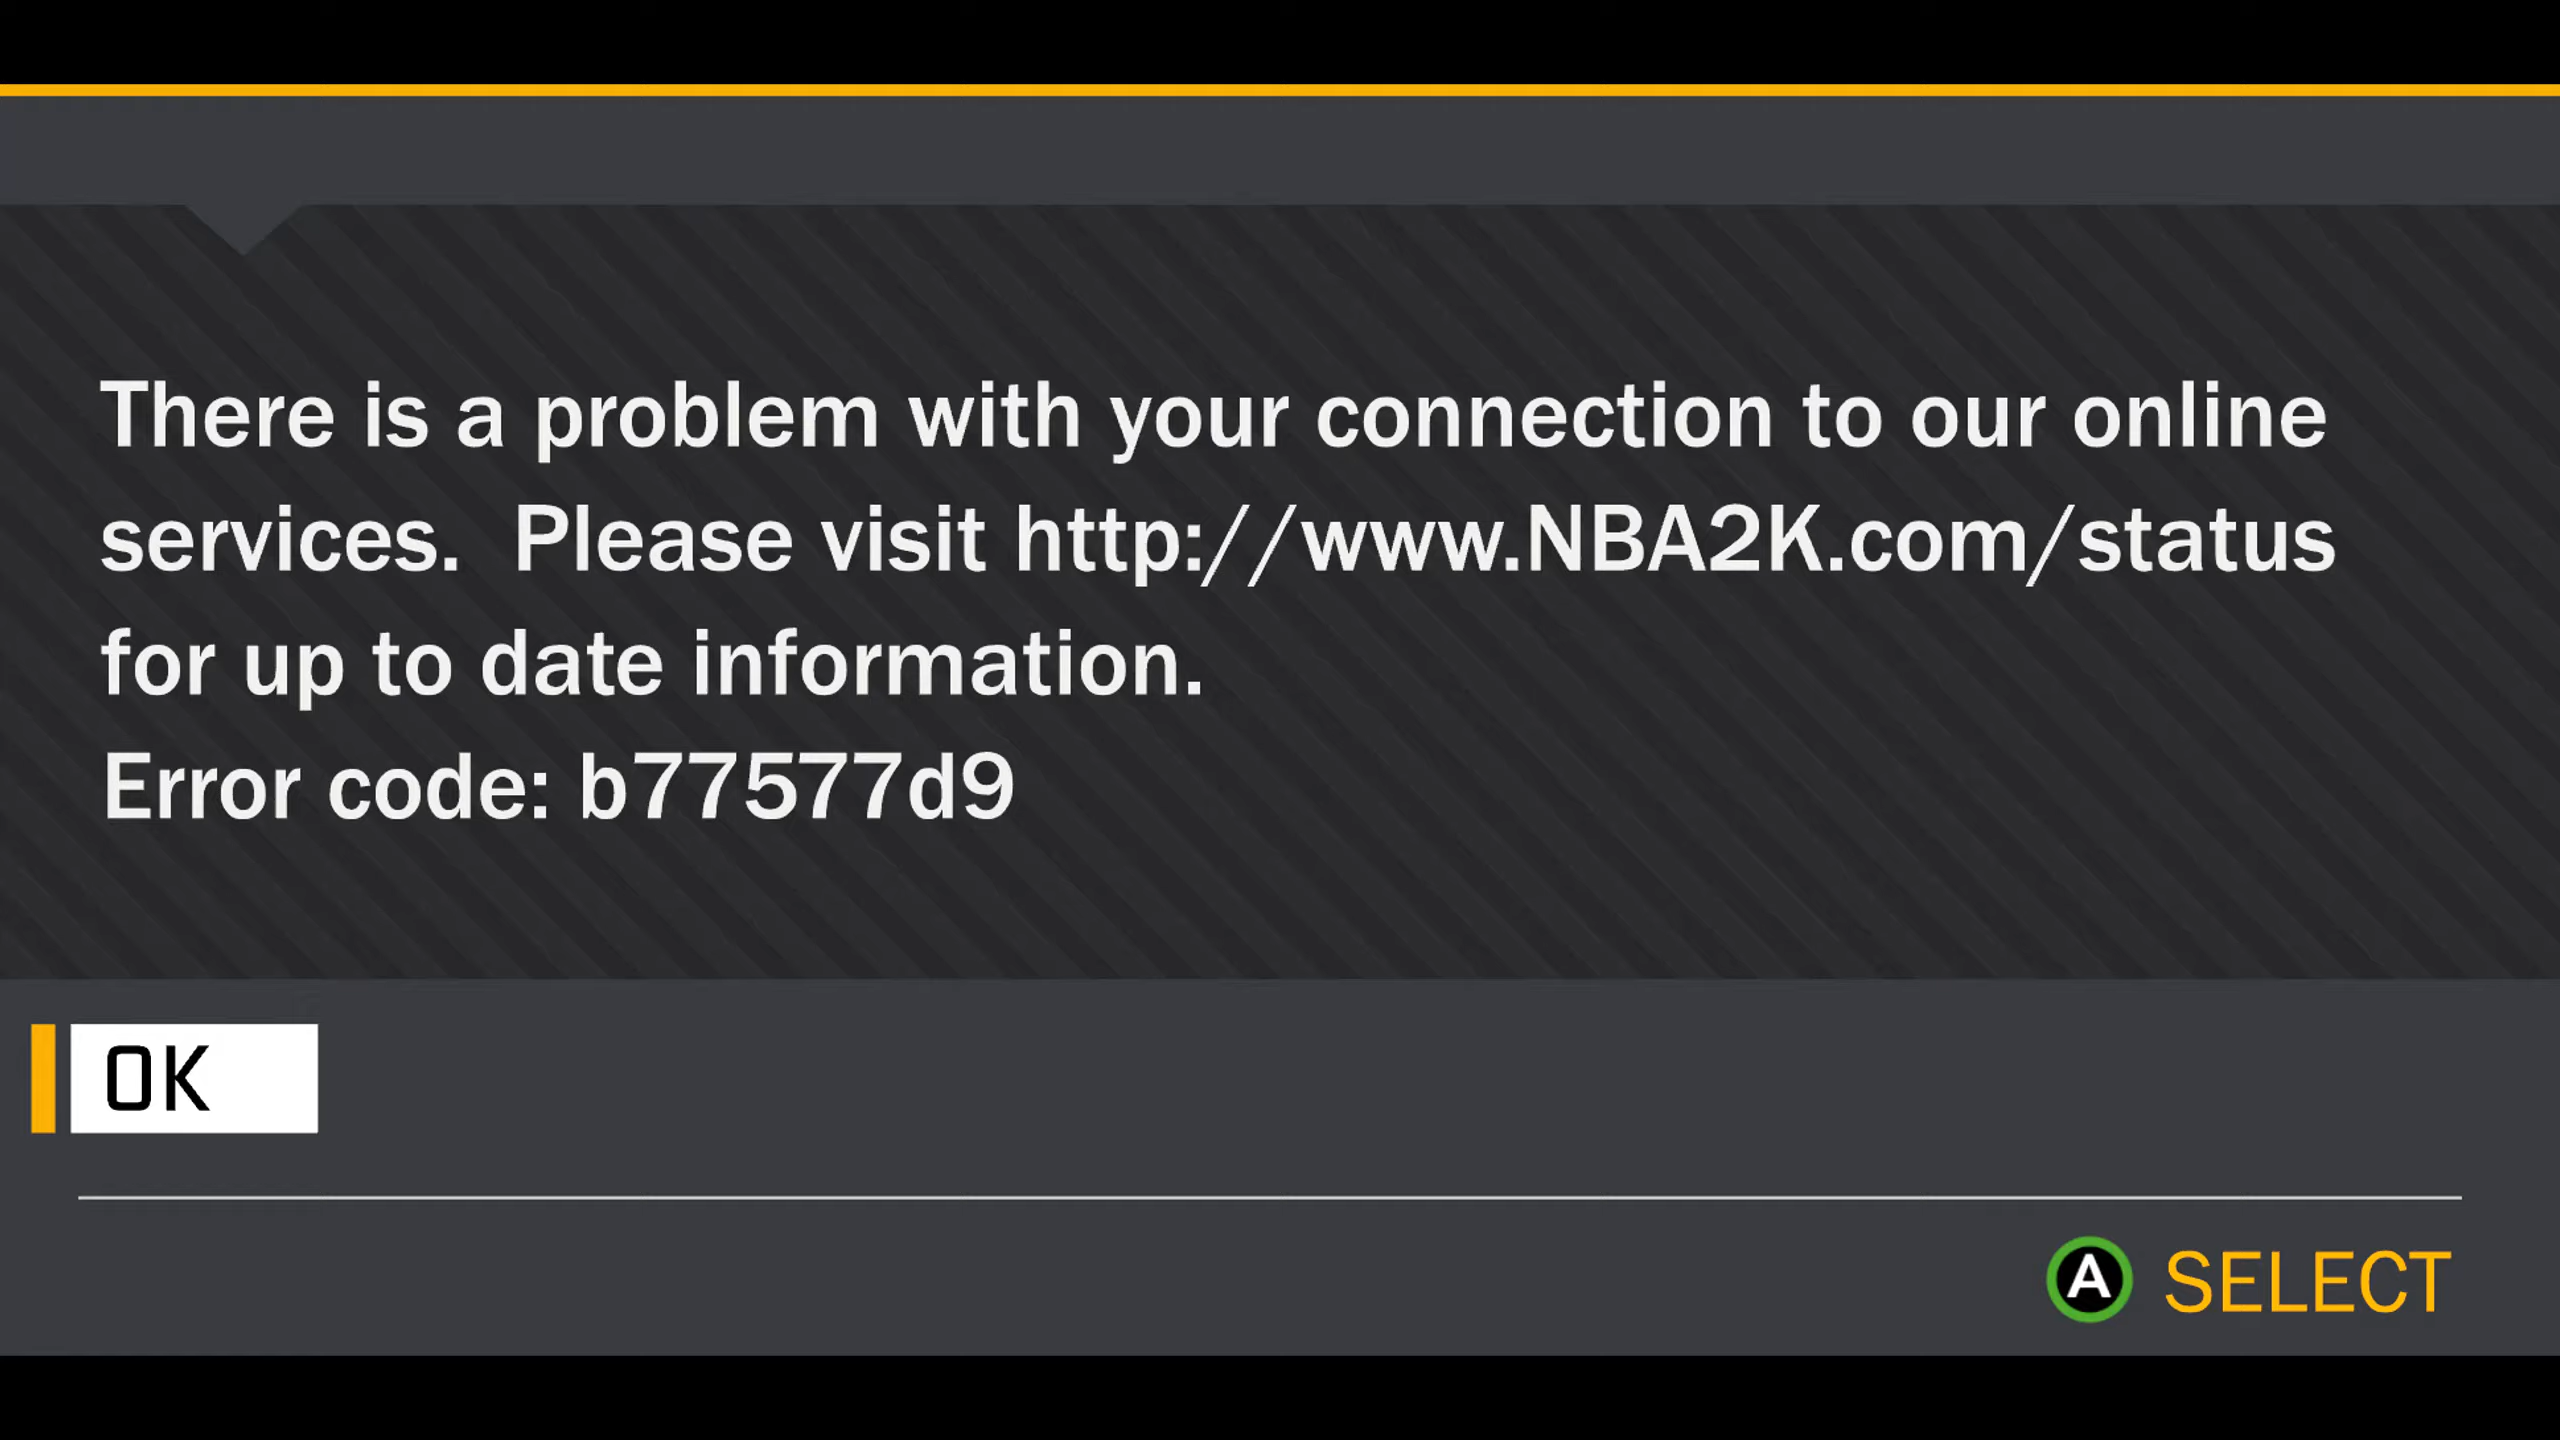 There is a problem with your connection to our online
services.  Please visit http://www.NBA2K.com/status
for up to date information.
Error code: b77577d9
OK
A SELECT